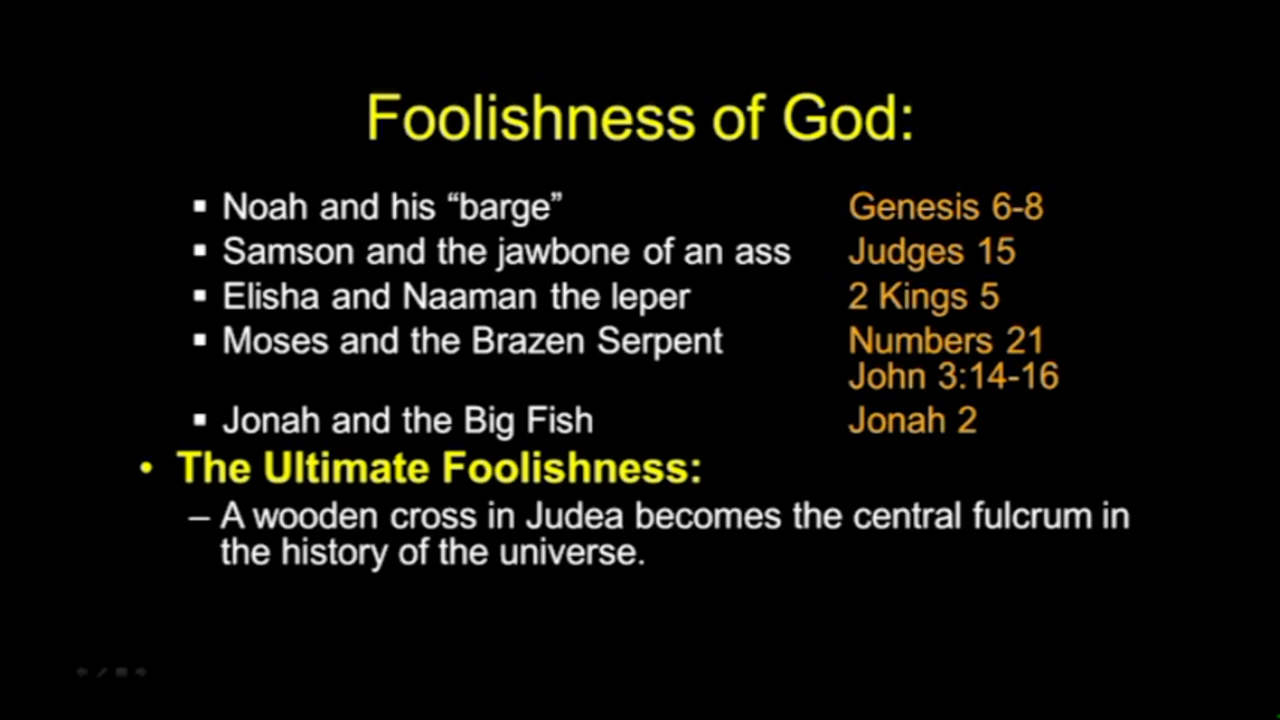 Foolishness of God:
▪ Noah and his “barge” Genesis 6-8
▪ Samson and the jawbone of an ass Judges 15
▪ Elisha and Naaman the leper 2 Kings 5
▪ Moses and the Brazen Serpent Numbers 21
John 3:14-16
▪ Jonah and the Big Fish Jonah 2
• The Ultimate Foolishness:
– A wooden cross in Judea becomes the central fulcrum in
the history of the universe.